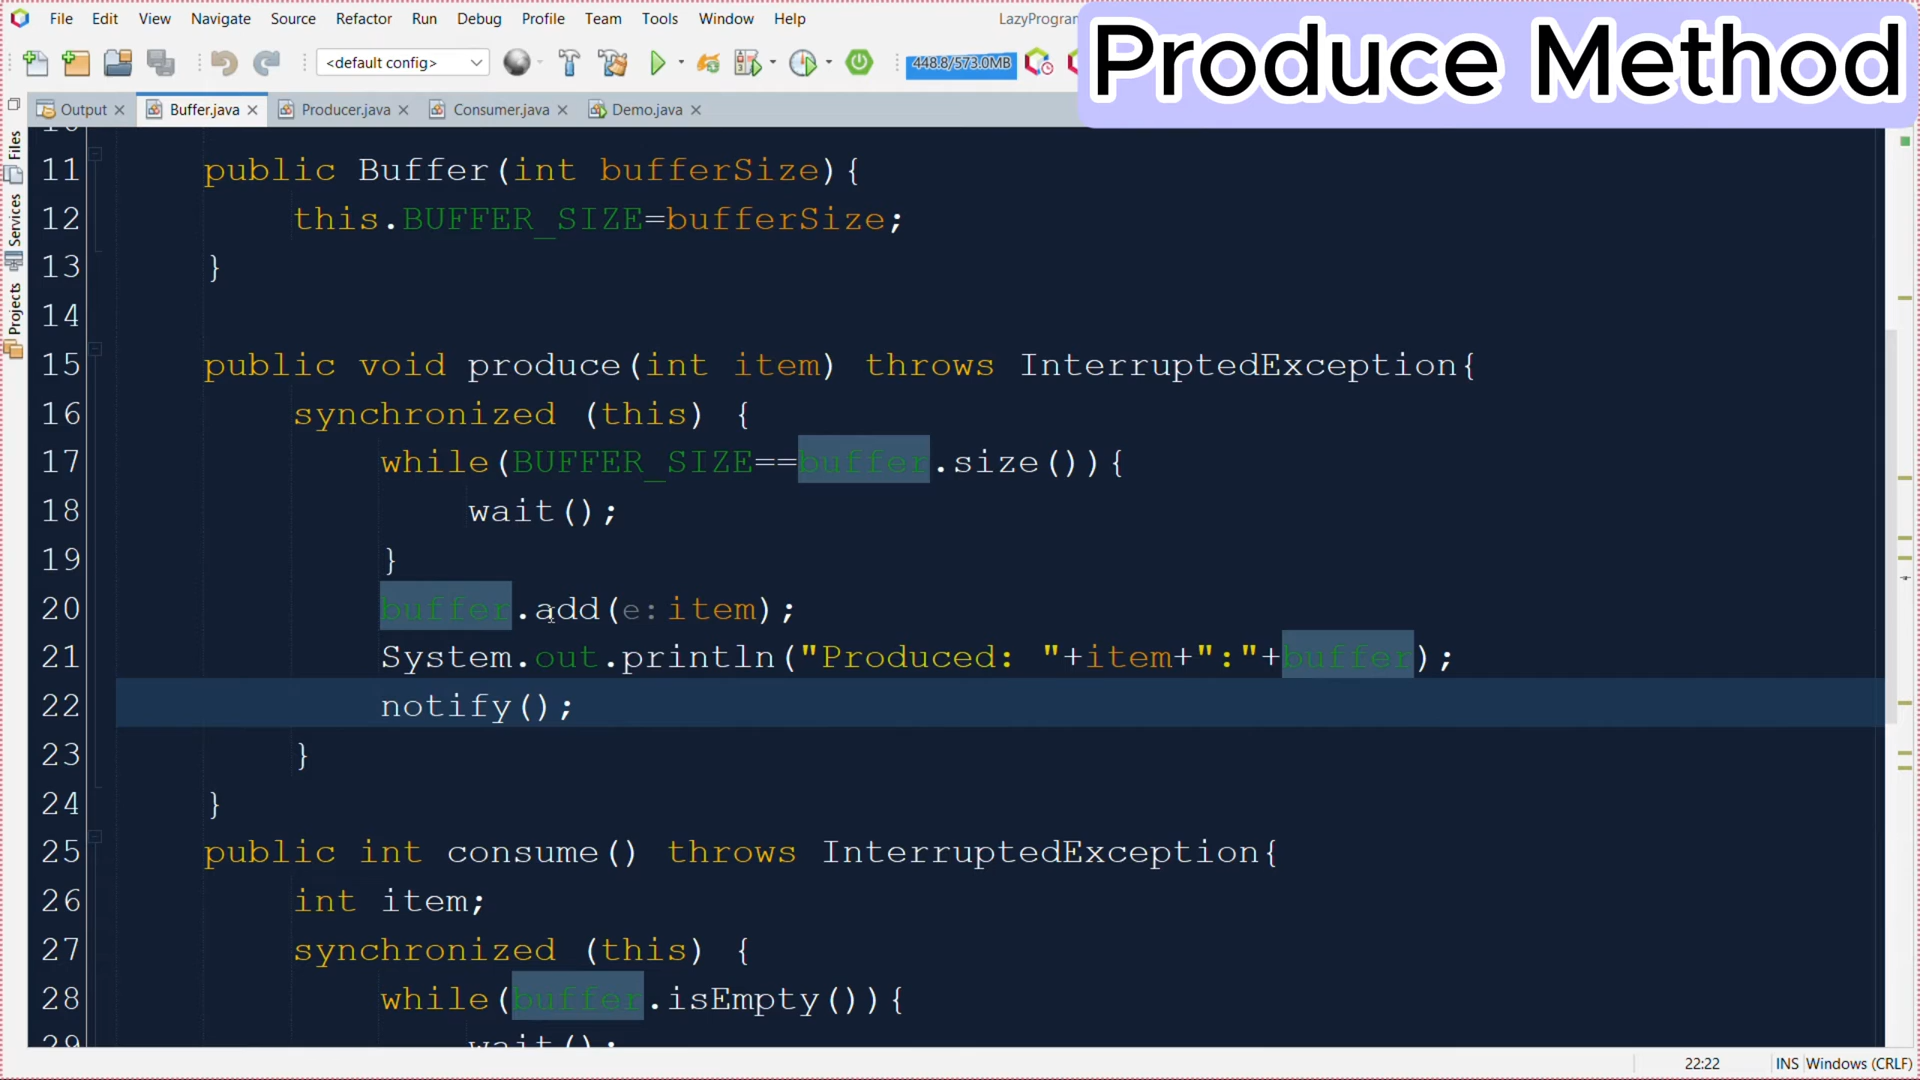 File Edit View Navigate Source Refactor Run Debug Profile Team Tools Window Help
LazyProgram
Produce Method
<default config>
448.8/573.0MB
Output Buffer.java Producer.java Consumer.java Demo.java
Files
Services
Projects
10
11 public Buffer(int bufferSize){
12 this.BUFFER_SIZE=bufferSize;
13 }
14
15 public void produce(int item) throws InterruptedException{
16 synchronized (this) {
17 while(BUFFER_SIZE==buffer.size()){
18 wait();
19 }
20 buffer.add(e:item);
21 System.out.println("Produced: "+item+":"+buffer);
22 notify();
23 }
24 }
25 public int consume() throws InterruptedException{
26 int item;
27 synchronized (this) {
28 while(buffer.isEmpty()){
29 wait();
22:22 INS Windows (CRLF)